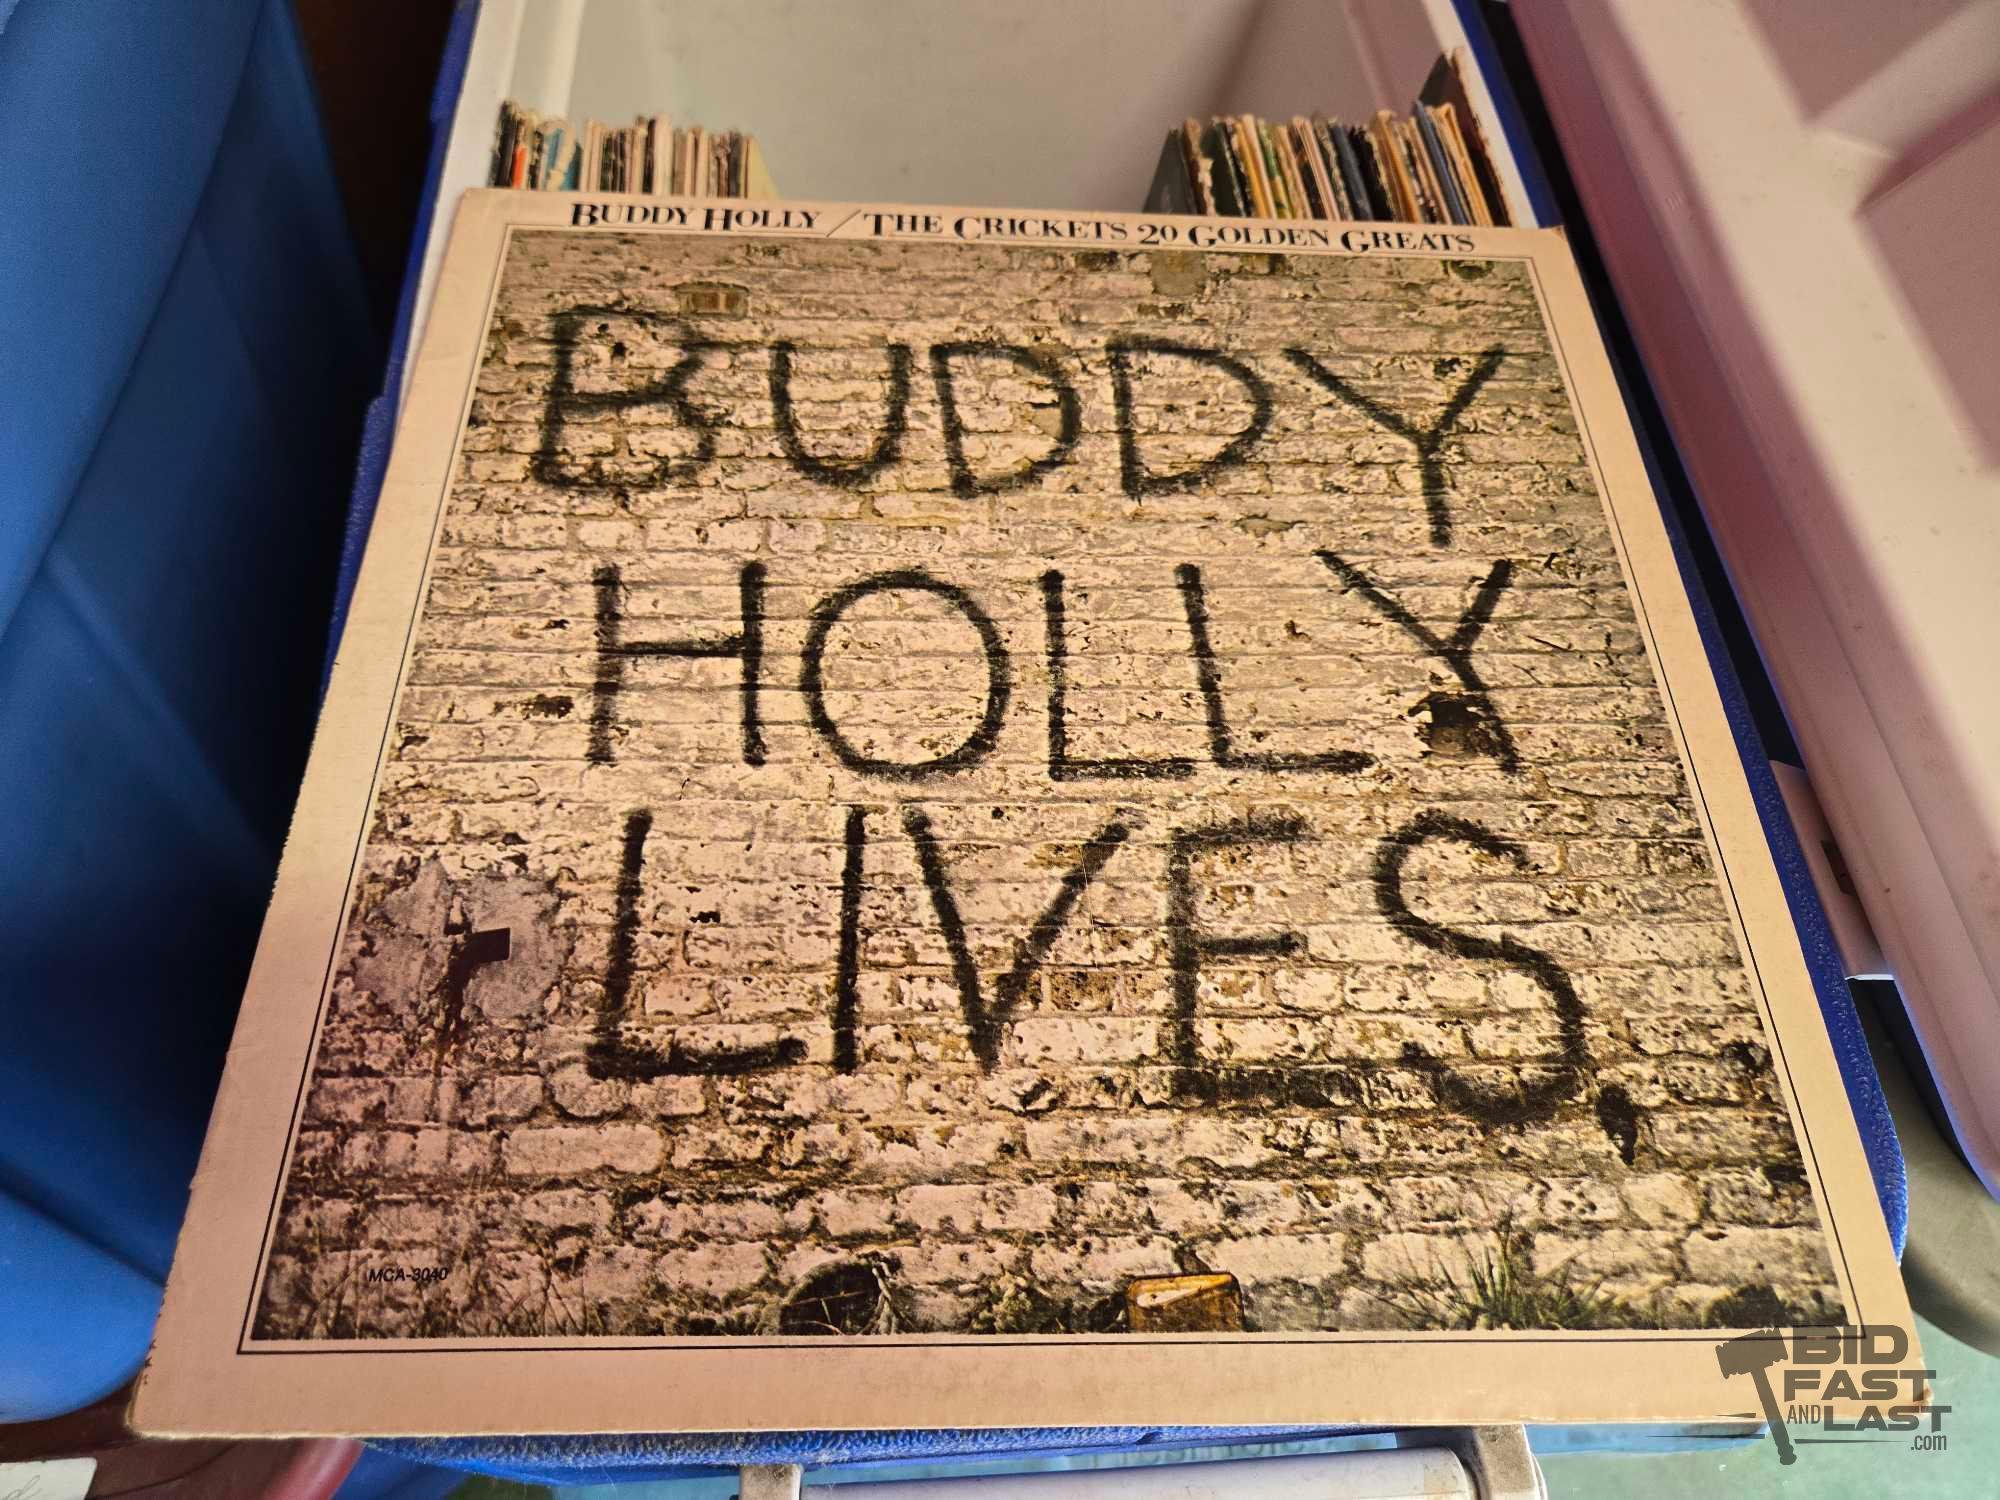 BUDDY HOLLY / THE CRICKETS 20 GOLDEN GREATS
BUDDY
HOLLY
LIVES.
MCA-3040
BID
FAST
AND LAST
.com